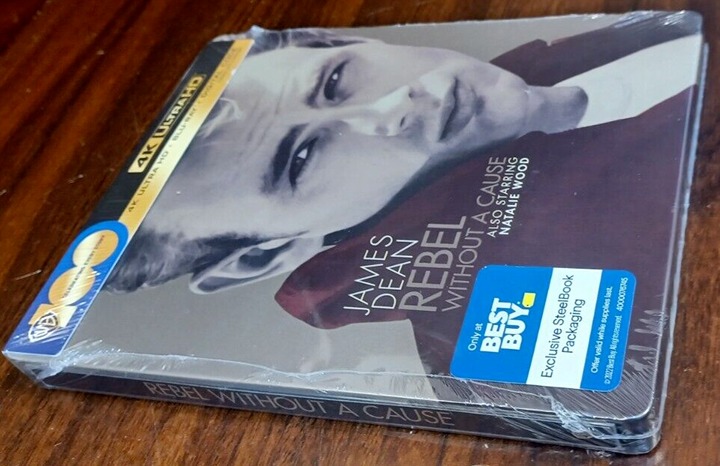 4K ULTRA HD
4K ULTRA HD + BLU-RAY +
100
WB
JAMES
DEAN
REBEL
WITHOUT A CAUSE
ALSO STARRING
NATALIE WOOD
Only at
BEST
BUY
Exclusive SteelBook
Packaging
Offer valid while supplies last.
REBEL WITHOUT A CAUSE